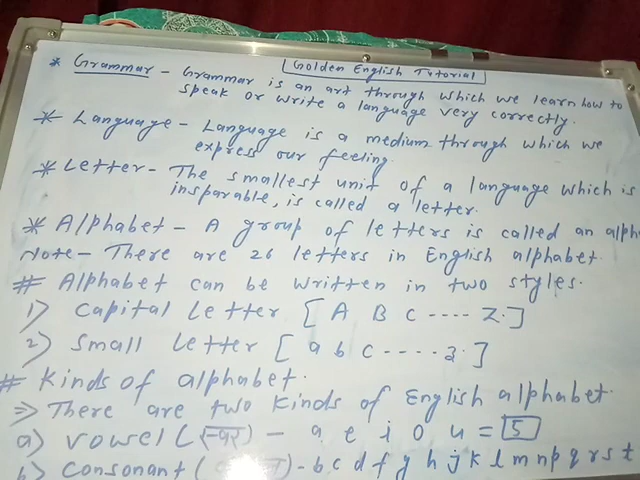 Golden English Tutorial
* Grammar - Grammar is an art through which we learn how to
speak or write a language very correctly.
* Language - Language is a medium through which we
express our feeling.
* Letter - The smallest unit of a language which is
insparable, is called a letter.
* Alphabet - A group of letters is called an alph
Note - There are 26 letters in English alphabet.
# Alphabet can be written in two styles.
1) Capital letter [ A B C ---- Z.]
2) Small letter [ a b c ----- z.]
# Kinds of alphabet.
⇒ There are two kinds of English alphabet.
a) Vowel (स्वर) - a, e, i, o, u = 5
b) Consonant ( ) - b c d f g h j k l m n p q r s t